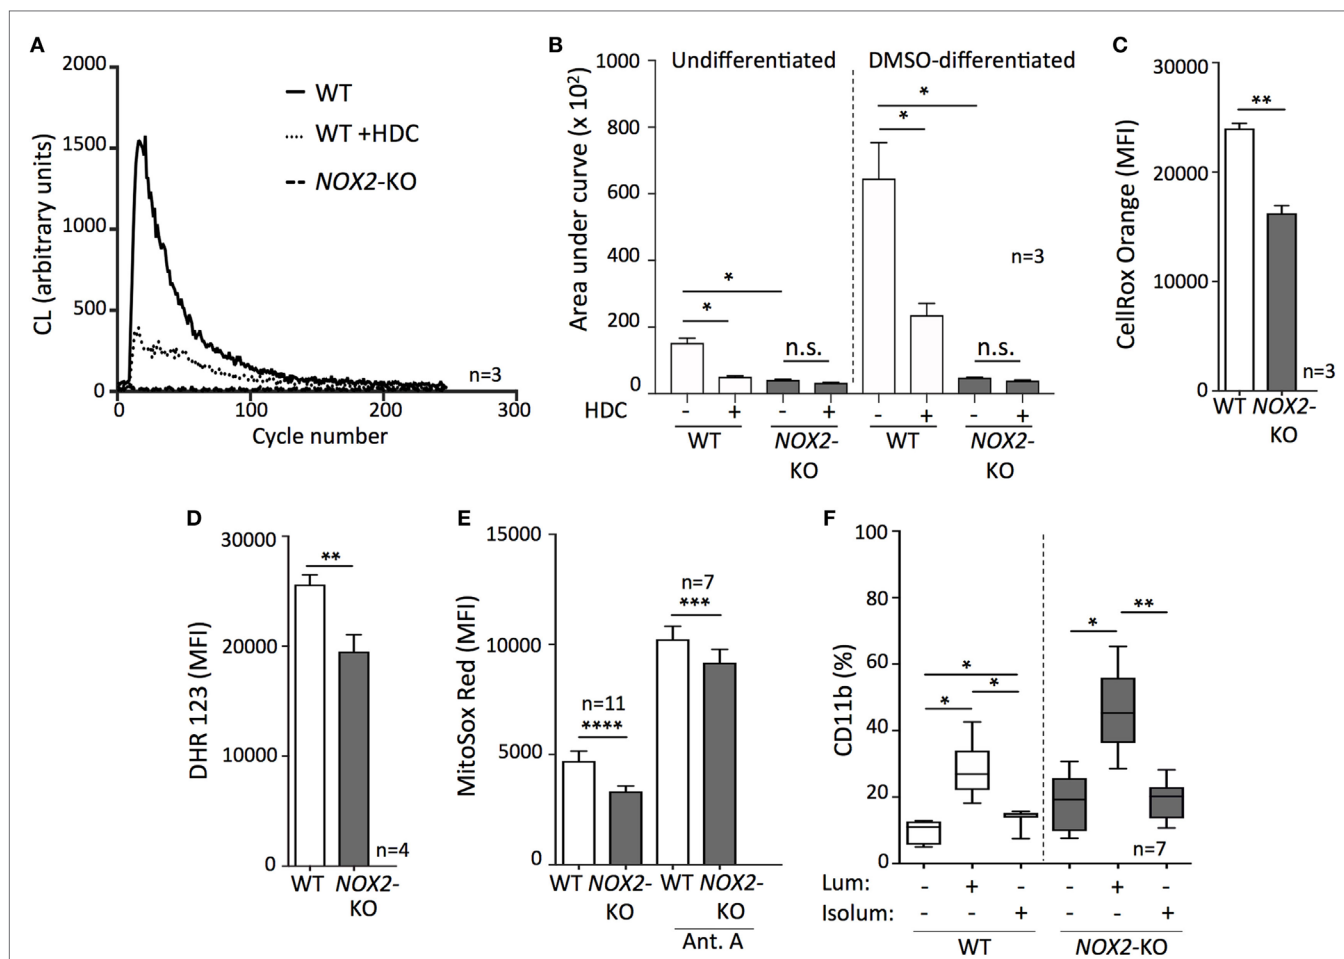 A
2000
1500
1000
500
0
CL (arbitrary units)
WT
WT +HDC
NOX2-KO
n=3
0 100 200 300
Cycle number
B
1000
800
600
400
200
0
Area under curve (x 10²)
Undifferentiated
DMSO-differentiated
*
*
n.s.
*
*
n.s.
n=3
HDC - + - + - + - +
WT NOX2- WT NOX2-
KO KO
C
30000
20000
10000
0
CellRox Orange (MFI)
**
n=3
WT NOX2-
KO
D
30000
20000
10000
0
DHR 123 (MFI)
**
n=4
WT NOX2-
KO
E
15000
10000
5000
0
MitoSox Red (MFI)
n=11
****
n=7
***
WT NOX2- WT NOX2-
KO KO
Ant. A
F
100
80
60
40
20
0
CD11b (%)
*
*
*
*
**
n=7
Lum: - + - - + -
Isolum: - - + - - +
WT NOX2-KO